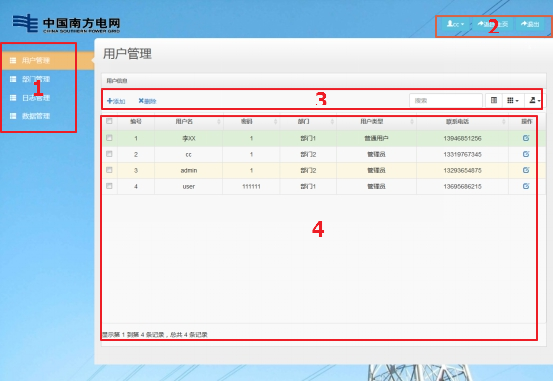 中国南方电网
CHINA SOUTHERN POWER GRID
cc 返回主页 退出
2
用户管理
部门管理
日志管理
数据管理
1
用户管理
用户信息
添加 删除 3 搜索
编号 用户名 密码 部门 用户类型 联系电话 操作
1 李XX 1 部门1 普通用户 13946851256
2 cc 1 部门2 管理员 13319767345
3 admin 1 部门2 管理员 13293654875
4 user 111111 部门1 管理员 13695686215
4
显示第 1 到第 4 条记录，总共 4 条记录